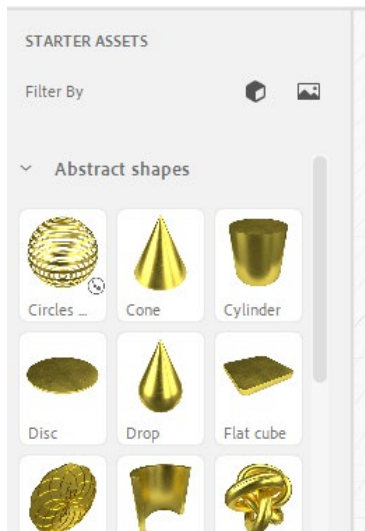 STARTER ASSETS
Filter By
Abstract shapes
Circles ...
Cone
Cylinder
Disc
Drop
Flat cube